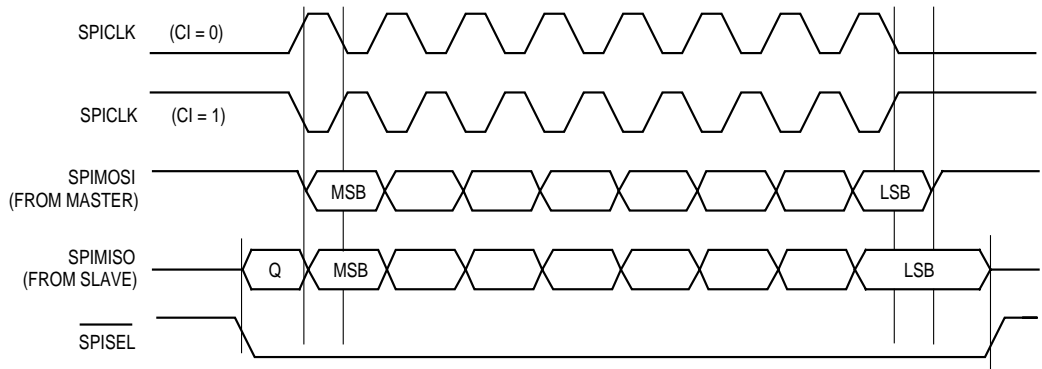 SPICLK (CI = 0)
SPICLK (CI = 1)
SPIMOSI
(FROM MASTER)
MSB LSB
SPIMISO
(FROM SLAVE)
Q MSB LSB
SPISEL